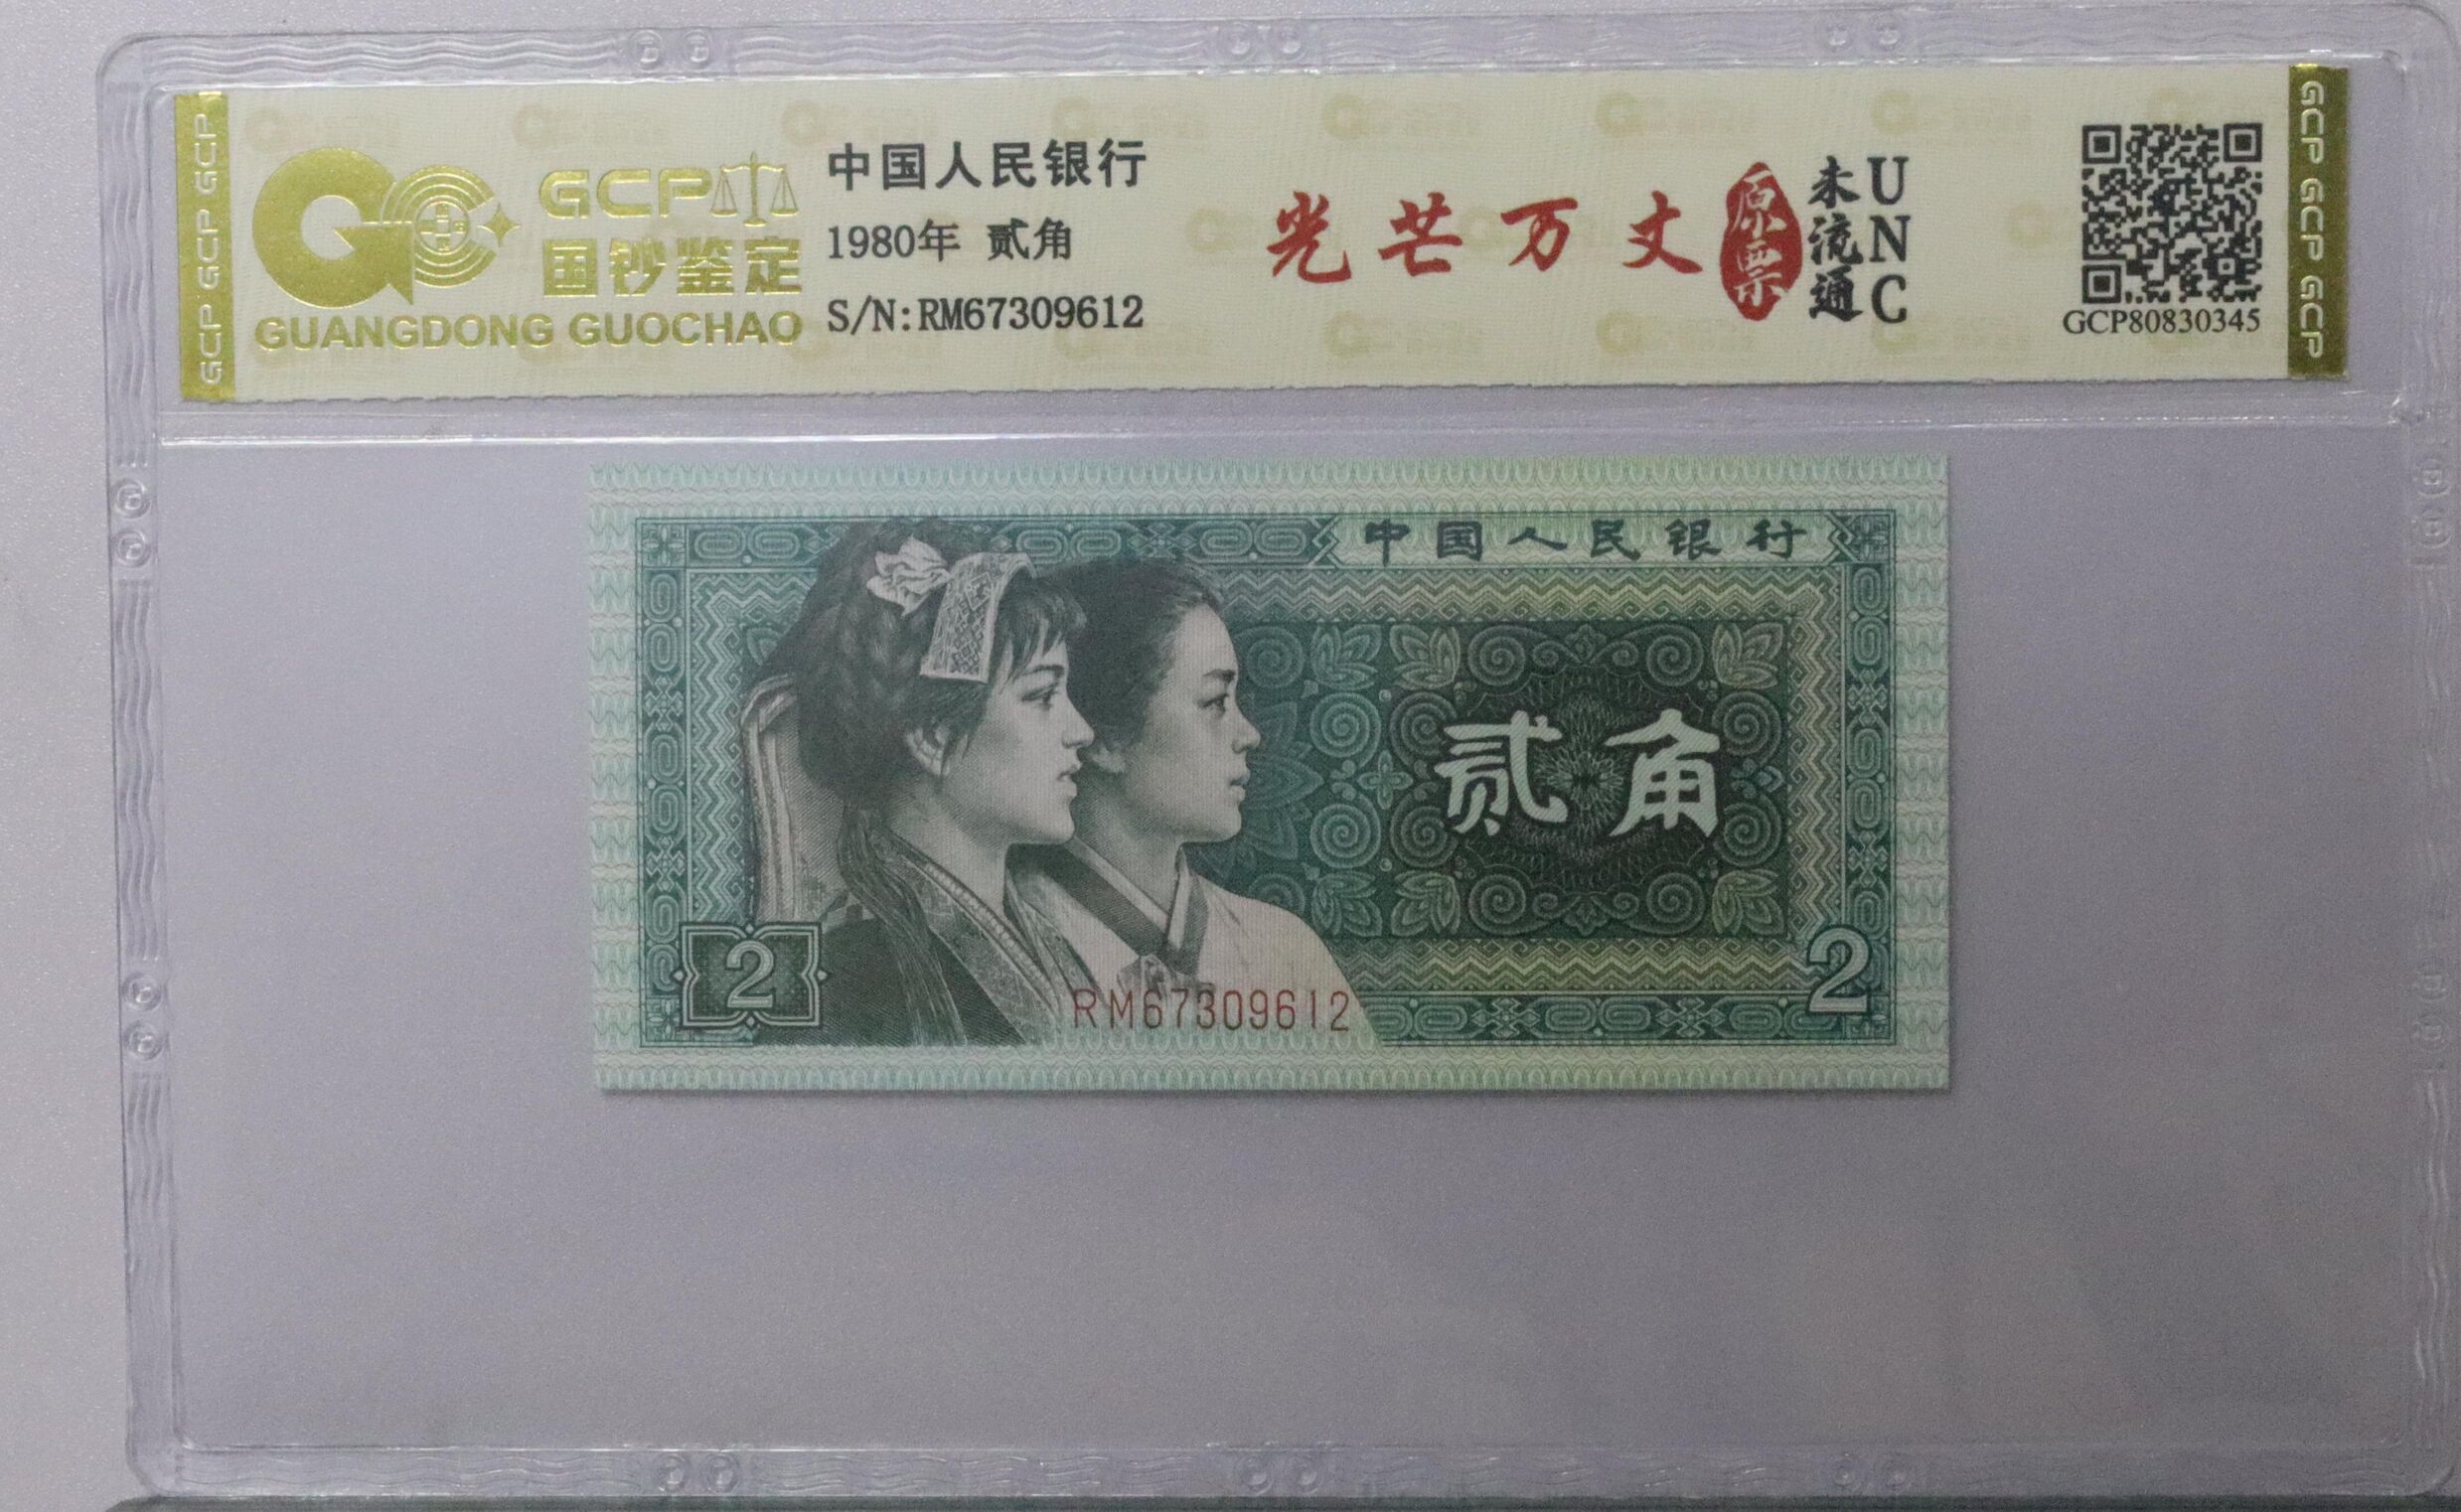 GCP GCP GCP
GCP
国钞鉴定
GUANGDONG GUOCHAO
中国人民银行
1980年 贰角
S/N:RM67309612
光芒万丈
原票
未流通
UNC
GCP80830345
GCP GCP GCP
中国人民银行
贰角
2
RM67309612
2